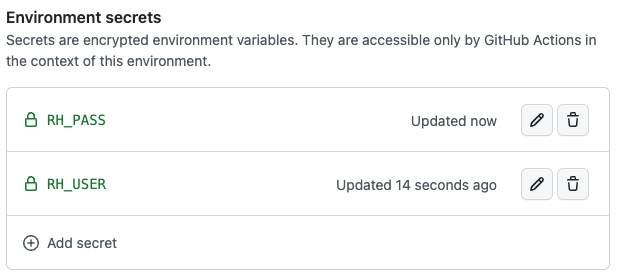 Environment secrets
Secrets are encrypted environment variables. They are accessible only by GitHub Actions in
the context of this environment.
RH_PASS Updated now
RH_USER Updated 14 seconds ago
Add secret